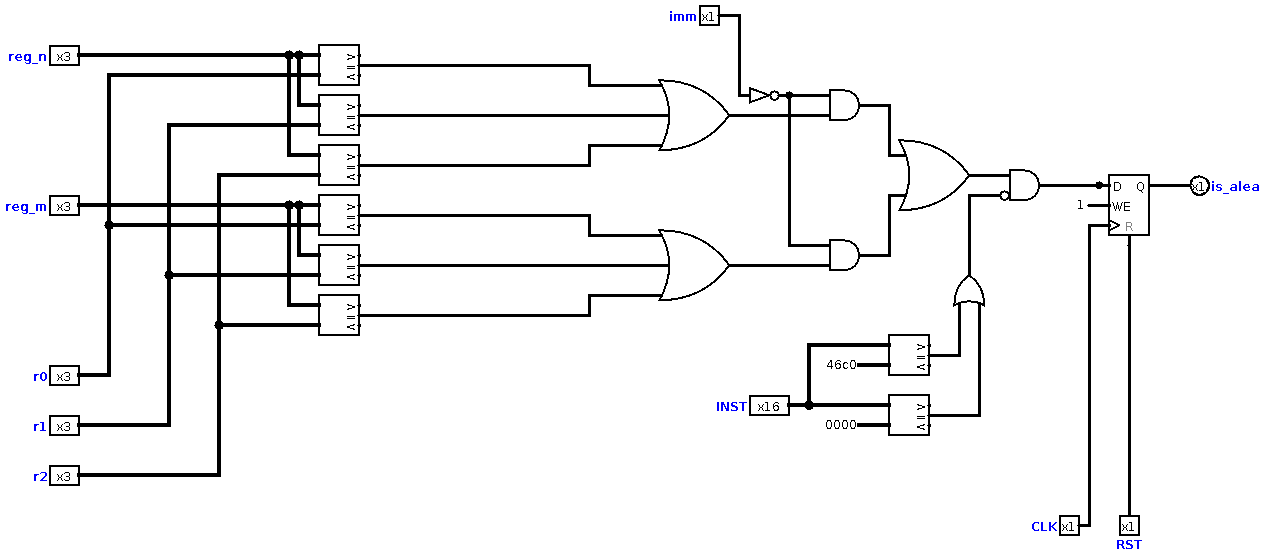 imm x1
reg_n x3
> = <
> = <
> = <
reg_m x3
> = <
> = <
> = <
D Q
1 WE
R
x1 is_alea
r0 x3
r1 x3
r2 x3
46c0 > = <
INST x16
0000 > = <
CLK x1
x1
RST